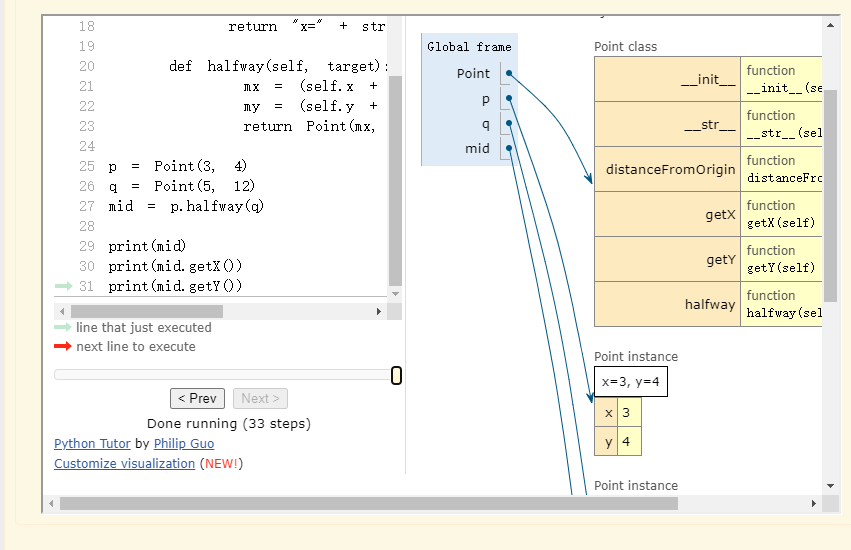 18 return "x=" + str
19
20 def halfway(self, target):
21 mx = (self.x +
22 my = (self.y +
23 return Point(mx,
24
25 p = Point(3, 4)
26 q = Point(5, 12)
27 mid = p.halfway(q)
28
29 print(mid)
30 print(mid.getX())
31 print(mid.getY())
line that just executed
next line to execute
< Prev Next >
Done running (33 steps)
Python Tutor by Philip Guo
Customize visualization (NEW!)
Global frame
Point
p
q
mid
Point class
__init__ function
__init__(se
__str__ function
__str__(sel
distanceFromOrigin function
distanceFro
getX function
getX(self)
getY function
getY(self)
halfway function
halfway(sel
Point instance
x=3, y=4
x 3
y 4
Point instance